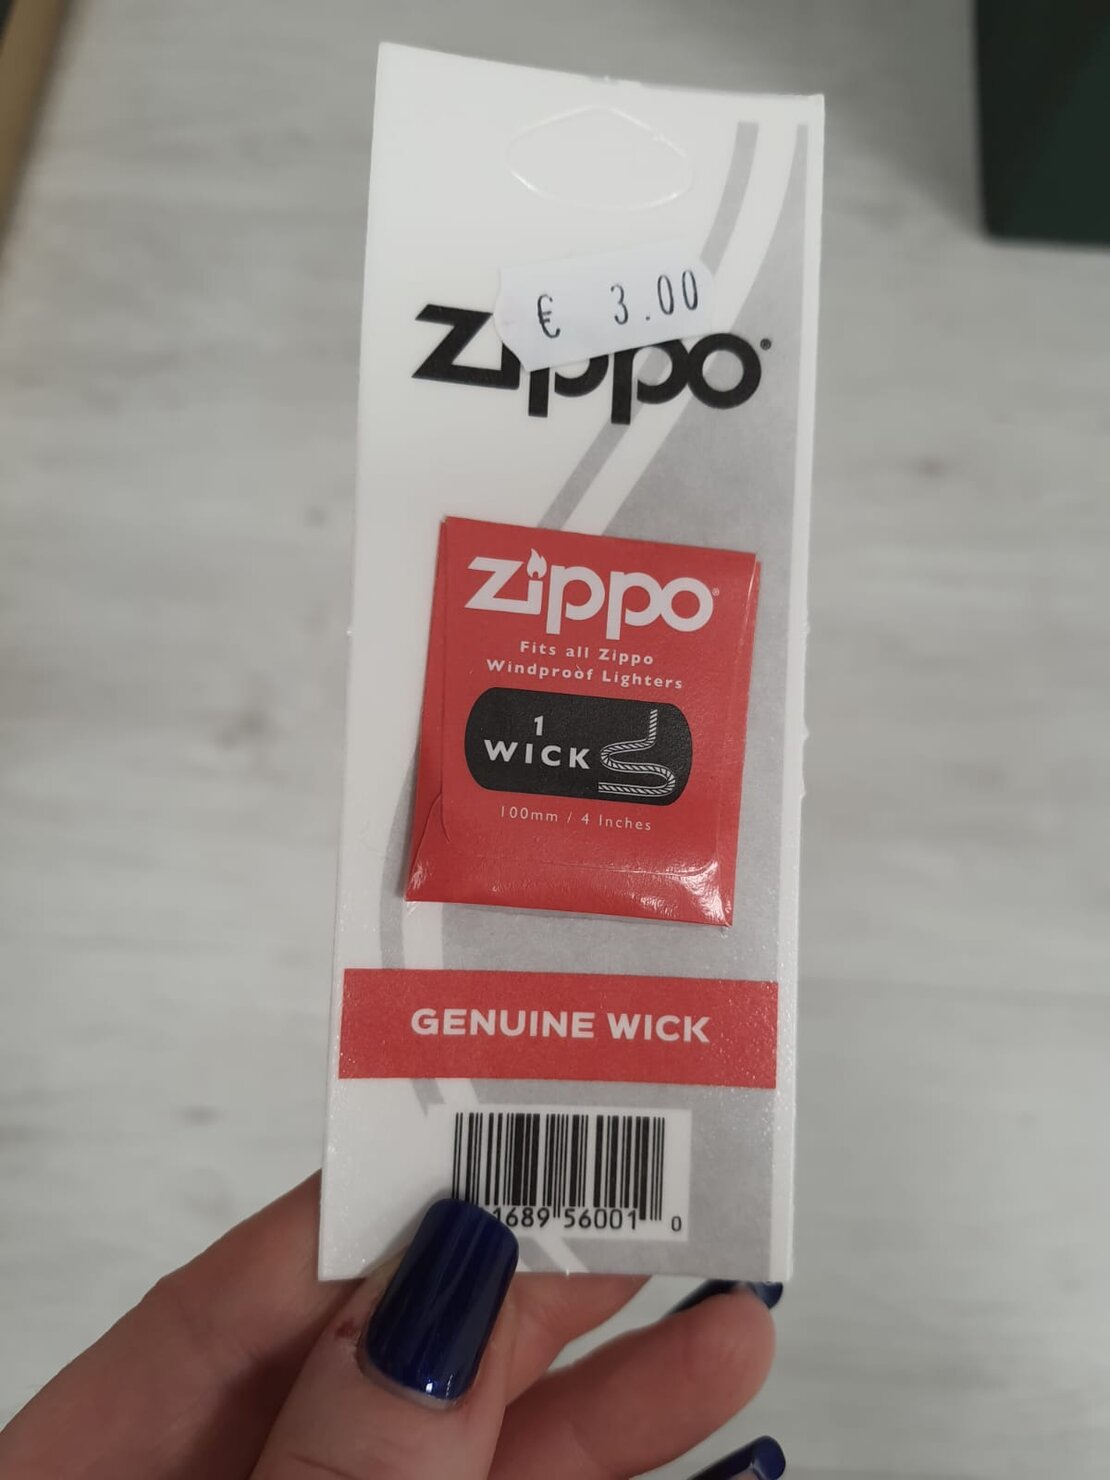 € 3.00
Zippo®
Zippo®
Fits all Zippo
Windproof Lighters
1
WICK
100mm / 4 Inches
GENUINE WICK
1689 56001 0